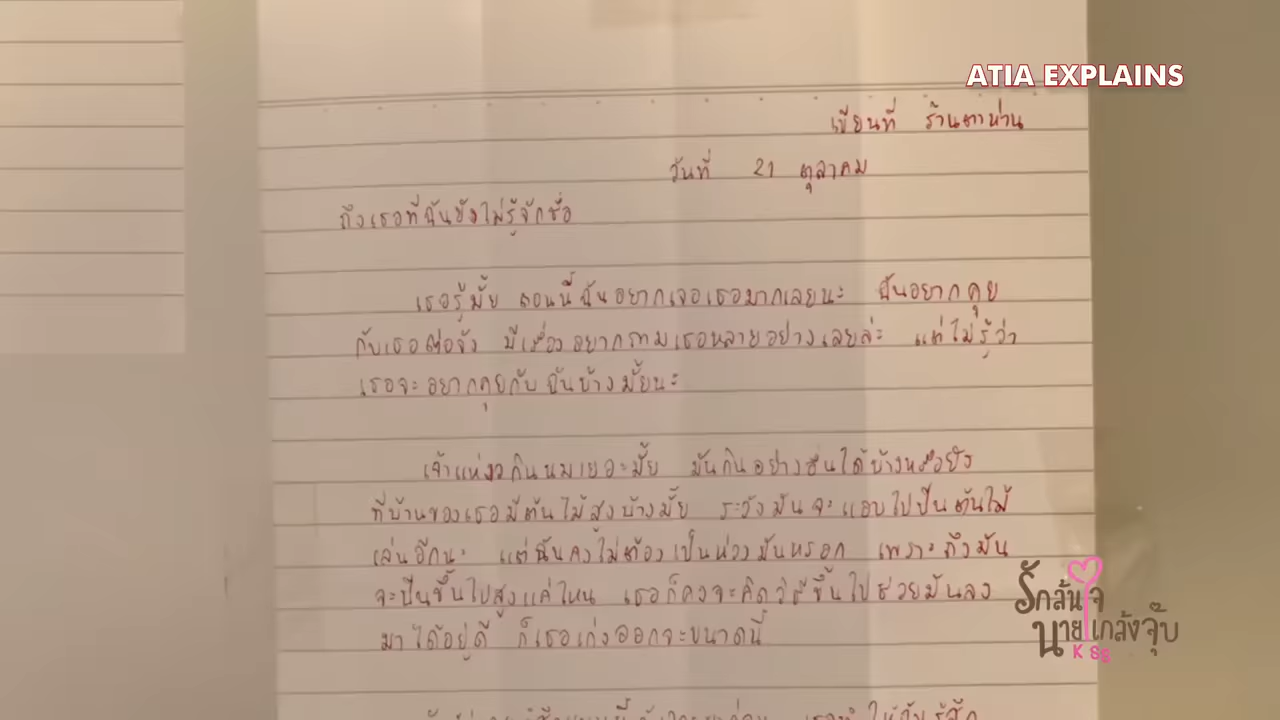 ATIA EXPLAINS
เขียนที่ ร้านตาห่าน
วันที่ 21 ตุลาคม
ถึงเธอที่ฉันยังไม่รู้จักชื่อ
เธอรู้มั้ย ตอนนี้ฉันอยากเจอเธอมากเลยนะ ฉันอยากคุย
กับเธอต่อจัง มีเรื่องอยากถามเธอหลายอย่างเลยล่ะ แต่ไม่รู้ว่า
เธอจะอยากคุยกับฉันบ้างมั้ยนะ
เจ้าแห่งวกินนมเยอะมั้ย มันกินอย่างอื่นได้บ้างหรือยัง
ที่บ้านของเธอมีต้นไม้สูงบ้างมั้ย ระวังมันจะแอบไปปีนต้นไม้
เล่นอีกนะ แต่ฉันคงไม่ต้องเป็นห่วงมันหรอก เพราะถึงมัน
จะปีนขึ้นไปสูงแค่ไหน เธอก็คงจะคิดวิธีขึ้นไปช่วยมันลง
มาได้อยู่ดี ก็เธอเก่งออกจะขนาดนี้
รักล้นใจ
นายแกล้งจุ๊บ